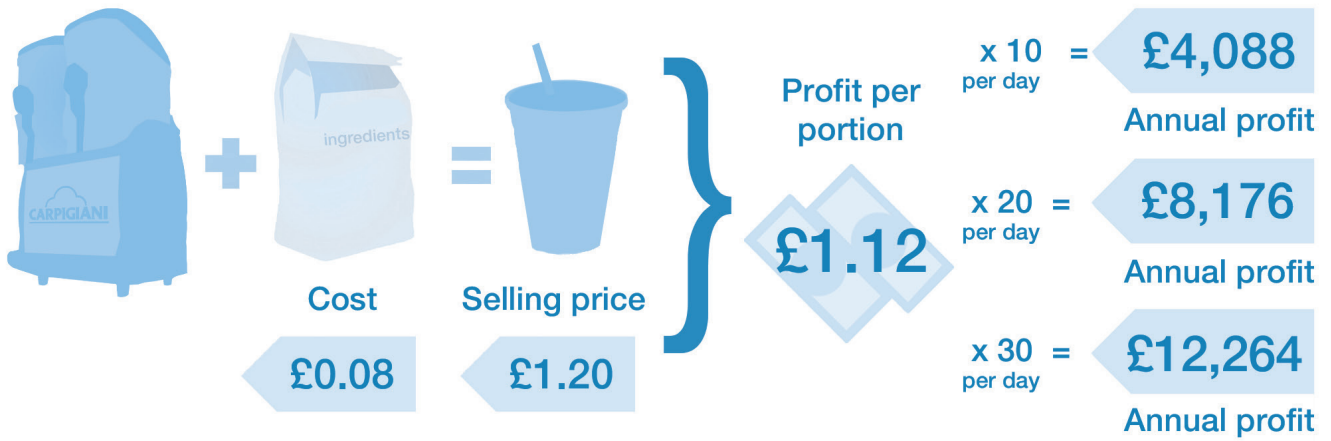 CARPIGIANI
ingredients
Cost
£0.08
Selling price
£1.20
Profit per
portion
£1.12
x 10 =
per day
£4,088
Annual profit
x 20 =
per day
£8,176
Annual profit
x 30 =
per day
£12,264
Annual profit